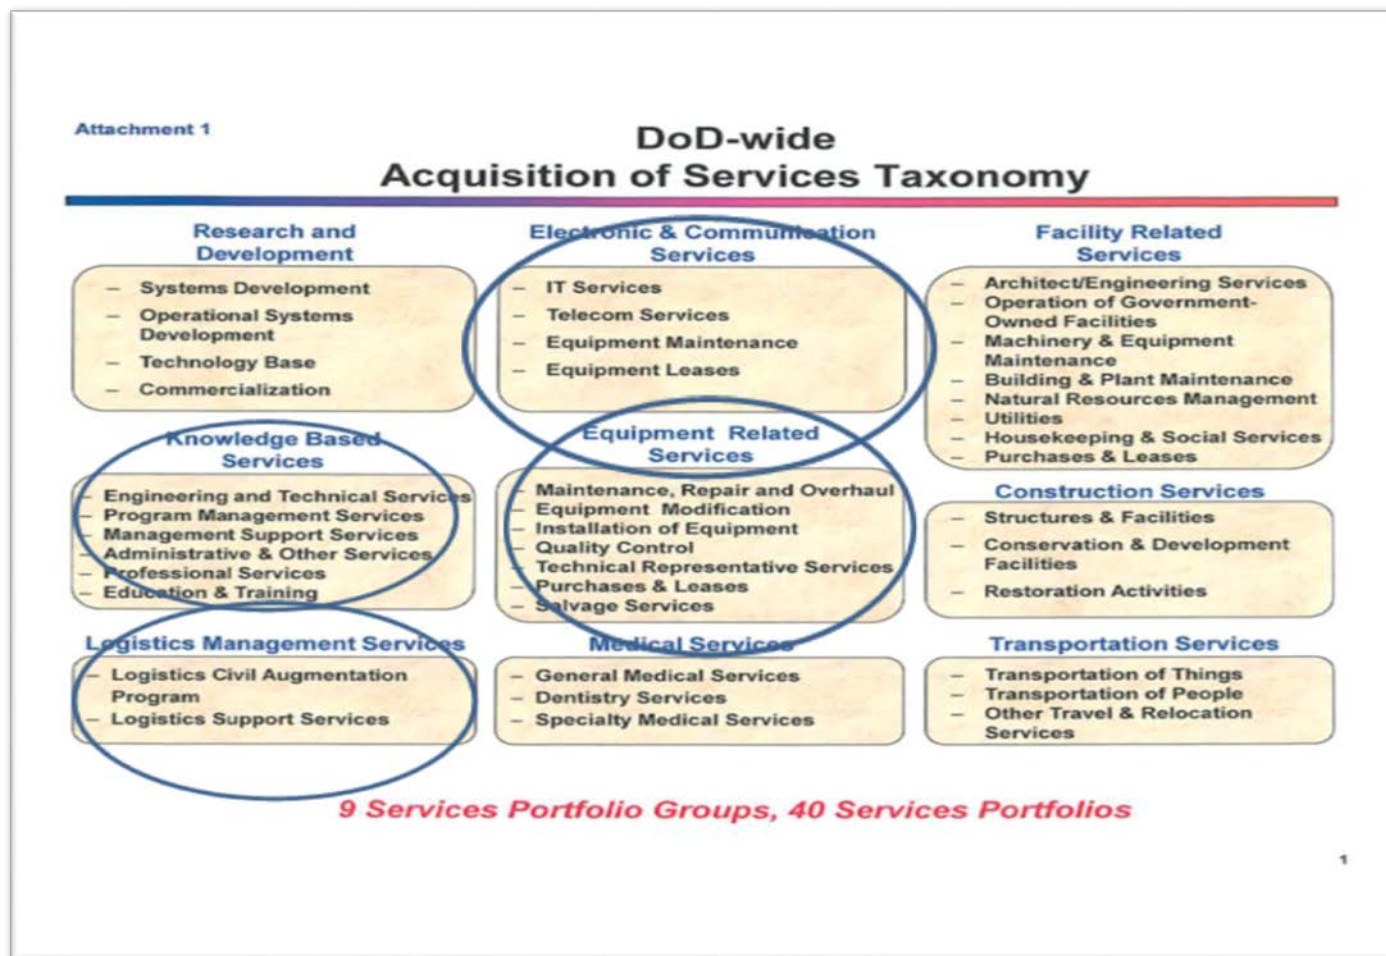 Attachment 1
DoD-wide
Acquisition of Services Taxonomy
Research and
Development
– Systems Development
– Operational Systems
Development
– Technology Base
– Commercialization
Electronic & Communication
Services
– IT Services
– Telecom Services
– Equipment Maintenance
– Equipment Leases
Facility Related
Services
– Architect/Engineering Services
– Operation of Government-
Owned Facilities
– Machinery & Equipment
Maintenance
– Building & Plant Maintenance
– Natural Resources Management
– Utilities
– Housekeeping & Social Services
– Purchases & Leases
Knowledge Based
Services
– Engineering and Technical Services
– Program Management Services
– Management Support Services
– Administrative & Other Services
– Professional Services
– Education & Training
Equipment Related
Services
– Maintenance, Repair and Overhaul
– Equipment Modification
– Installation of Equipment
– Quality Control
– Technical Representative Services
– Purchases & Leases
– Salvage Services
Construction Services
– Structures & Facilities
– Conservation & Development
Facilities
– Restoration Activities
Logistics Management Services
– Logistics Civil Augmentation
Program
– Logistics Support Services
Medical Services
– General Medical Services
– Dentistry Services
– Specialty Medical Services
Transportation Services
– Transportation of Things
– Transportation of People
– Other Travel & Relocation
Services
9 Services Portfolio Groups, 40 Services Portfolios
1